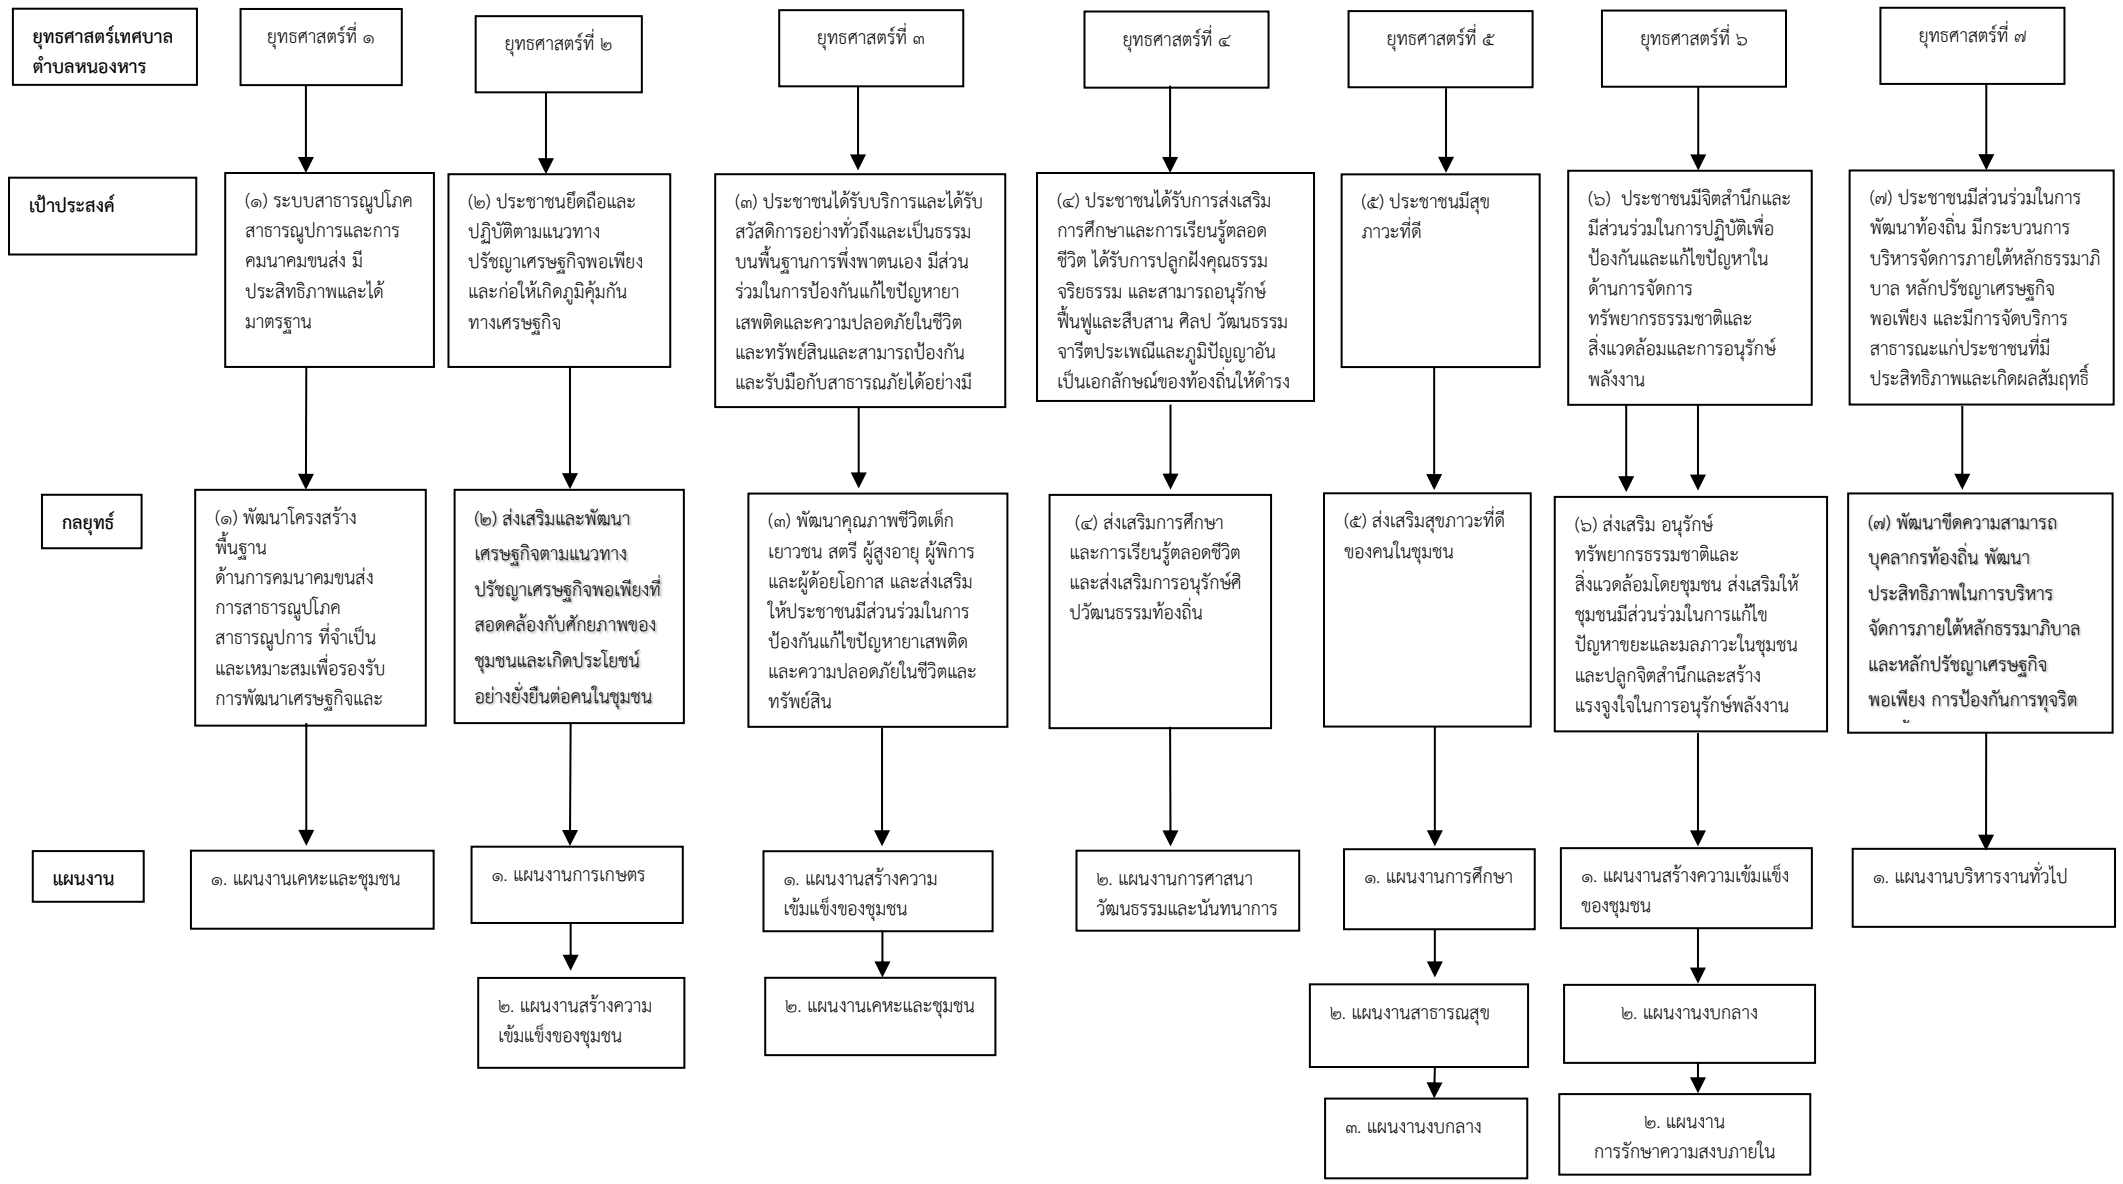 ยุทธศาสตร์เทศบาล
ตำบลหนองหาร
ยุทธศาสตร์ที่ ๑
ยุทธศาสตร์ที่ ๒
ยุทธศาสตร์ที่ ๓
ยุทธศาสตร์ที่ ๔
ยุทธศาสตร์ที่ ๕
ยุทธศาสตร์ที่ ๖
ยุทธศาสตร์ที่ ๗
เป้าประสงค์
(๑) ระบบสาธารณูปโภค
สาธารณูปการและการ
คมนาคมขนส่ง มี
ประสิทธิภาพและได้
มาตรฐาน
(๒) ประชาชนยึดถือและ
ปฏิบัติตามแนวทาง
ปรัชญาเศรษฐกิจพอเพียง
และก่อให้เกิดภูมิคุ้มกัน
ทางเศรษฐกิจ
(๓) ประชาชนได้รับบริการและได้รับ
สวัสดิการอย่างทั่วถึงและเป็นธรรม
บนพื้นฐานการพึ่งพาตนเอง มีส่วน
ร่วมในการป้องกันแก้ไขปัญหายา
เสพติดและความปลอดภัยในชีวิต
และทรัพย์สินและสามารถป้องกัน
และรับมือกับสาธารณภัยได้อย่างมี
(๔) ประชาชนได้รับการส่งเสริม
การศึกษาและการเรียนรู้ตลอด
ชีวิต ได้รับการปลูกฝังคุณธรรม
จริยธรรม และสามารถอนุรักษ์
ฟื้นฟูและสืบสาน ศิลป วัฒนธรรม
จารีตประเพณีและภูมิปัญญาอัน
เป็นเอกลักษณ์ของท้องถิ่นให้ดำรง
(๕) ประชาชนมีสุข
ภาวะที่ดี
(๖)  ประชาชนมีจิตสำนึกและ
มีส่วนร่วมในการปฏิบัติเพื่อ
ป้องกันและแก้ไขปัญหาใน
ด้านการจัดการ
ทรัพยากรธรรมชาติและ
สิ่งแวดล้อมและการอนุรักษ์
พลังงาน
(๗) ประชาชนมีส่วนร่วมในการ
พัฒนาท้องถิ่น มีกระบวนการ
บริหารจัดการภายใต้หลักธรรมาภิ
บาล หลักปรัชญาเศรษฐกิจ
พอเพียง และมีการจัดบริการ
สาธารณะแก่ประชาชนที่มี
ประสิทธิภาพและเกิดผลสัมฤทธิ์
กลยุทธ์
(๑) พัฒนาโครงสร้าง
พื้นฐาน
ด้านการคมนาคมขนส่ง
การสาธารณูปโภค
สาธารณูปการ ที่จำเป็น
และเหมาะสมเพื่อรองรับ
การพัฒนาเศรษฐกิจและ
(๒) ส่งเสริมและพัฒนา
เศรษฐกิจตามแนวทาง
ปรัชญาเศรษฐกิจพอเพียงที่
สอดคล้องกับศักยภาพของ
ชุมชนและเกิดประโยชน์
อย่างยั่งยืนต่อคนในชุมชน
(๓) พัฒนาคุณภาพชีวิตเด็ก
เยาวชน สตรี ผู้สูงอายุ ผู้พิการ
และผู้ด้อยโอกาส และส่งเสริม
ให้ประชาชนมีส่วนร่วมในการ
ป้องกันแก้ไขปัญหายาเสพติด
และความปลอดภัยในชีวิตและ
ทรัพย์สิน
(๔) ส่งเสริมการศึกษา
และการเรียนรู้ตลอดชีวิต
และส่งเสริมการอนุรักษ์ศิ
ปวัฒนธรรมท้องถิ่น
(๕) ส่งเสริมสุขภาวะที่ดี
ของคนในชุมชน
(๖) ส่งเสริม อนุรักษ์
ทรัพยากรธรรมชาติและ
สิ่งแวดล้อมโดยชุมชน ส่งเสริมให้
ชุมชนมีส่วนร่วมในการแก้ไข
ปัญหาขยะและมลภาวะในชุมชน
และปลูกจิตสำนึกและสร้าง
แรงจูงใจในการอนุรักษ์พลังงาน
(๗) พัฒนาขีดความสามารถ
บุคลากรท้องถิ่น พัฒนา
ประสิทธิภาพในการบริหาร
จัดการภายใต้หลักธรรมาภิบาล
และหลักปรัชญาเศรษฐกิจ
พอเพียง การป้องกันการทุจริต
แผนงาน
๑. แผนงานเคหะและชุมชน
๑. แผนงานการเกษตร
๑. แผนงานสร้างความ
เข้มแข็งของชุมชน
๒. แผนงานการศาสนา
วัฒนธรรมและนันทนาการ
๑. แผนงานการศึกษา
๑. แผนงานสร้างความเข้มแข็ง
ของชุมชน
๑. แผนงานบริหารงานทั่วไป
๒. แผนงานสร้างความ
เข้มแข็งของชุมชน
๒. แผนงานเคหะและชุมชน
๒. แผนงานสาธารณสุข
๒. แผนงานงบกลาง
๓. แผนงานงบกลาง
๒. แผนงาน
การรักษาความสงบภายใน